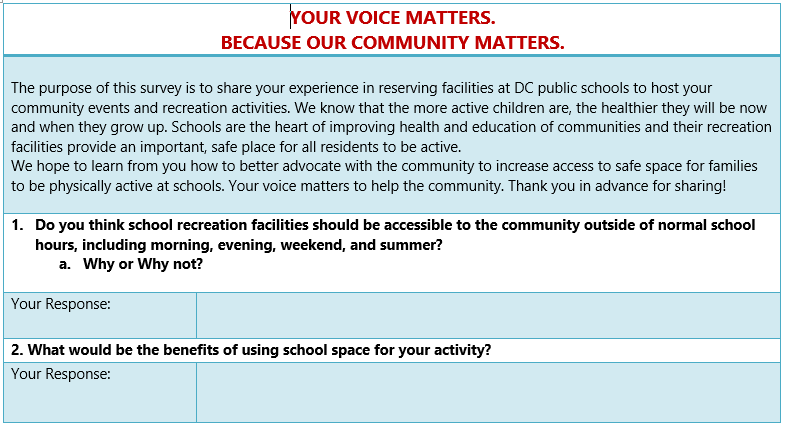 YOUR VOICE MATTERS.
BECAUSE OUR COMMUNITY MATTERS.
The purpose of this survey is to share your experience in reserving facilities at DC public schools to host your
community events and recreation activities. We know that the more active children are, the healthier they will be now
and when they grow up. Schools are the heart of improving health and education of communities and their recreation
facilities provide an important, safe place for all residents to be active.
We hope to learn from you how to better advocate with the community to increase access to safe space for families
to be physically active at schools. Your voice matters to help the community. Thank you in advance for sharing!
1. Do you think school recreation facilities should be accessible to the community outside of normal school
hours, including morning, evening, weekend, and summer?
a. Why or Why not?
Your Response:
2. What would be the benefits of using school space for your activity?
Your Response: